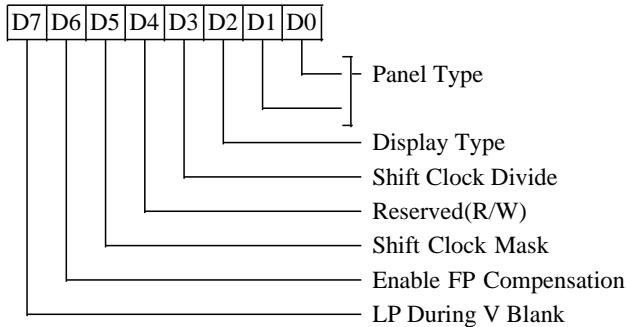 D7 D6 D5 D4 D3 D2 D1 D0
Panel Type
Display Type
Shift Clock Divide
Reserved(R/W)
Shift Clock Mask
Enable FP Compensation
LP During V Blank